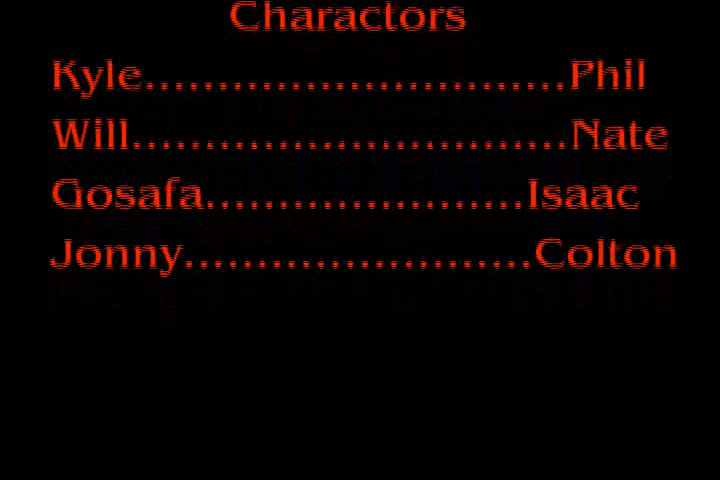 Charactors
Kyle.............................Phil
Will..............................Nate
Gosafa......................Isaac
Jonny........................Colton